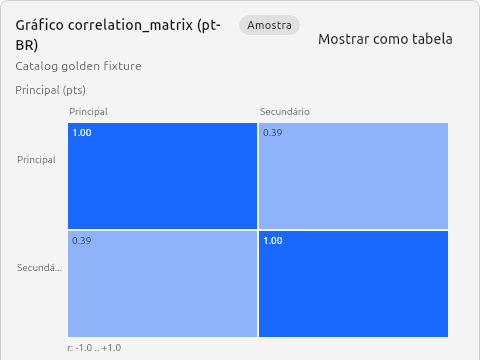 Gráfico correlation_matrix (pt-
BR)
Amostra
Mostrar como tabela
Catalog golden fixture
Principal (pts)
Principal Secundário
Principal 1.00 0.39
Secundá... 0.39 1.00
r: -1.0 .. +1.0